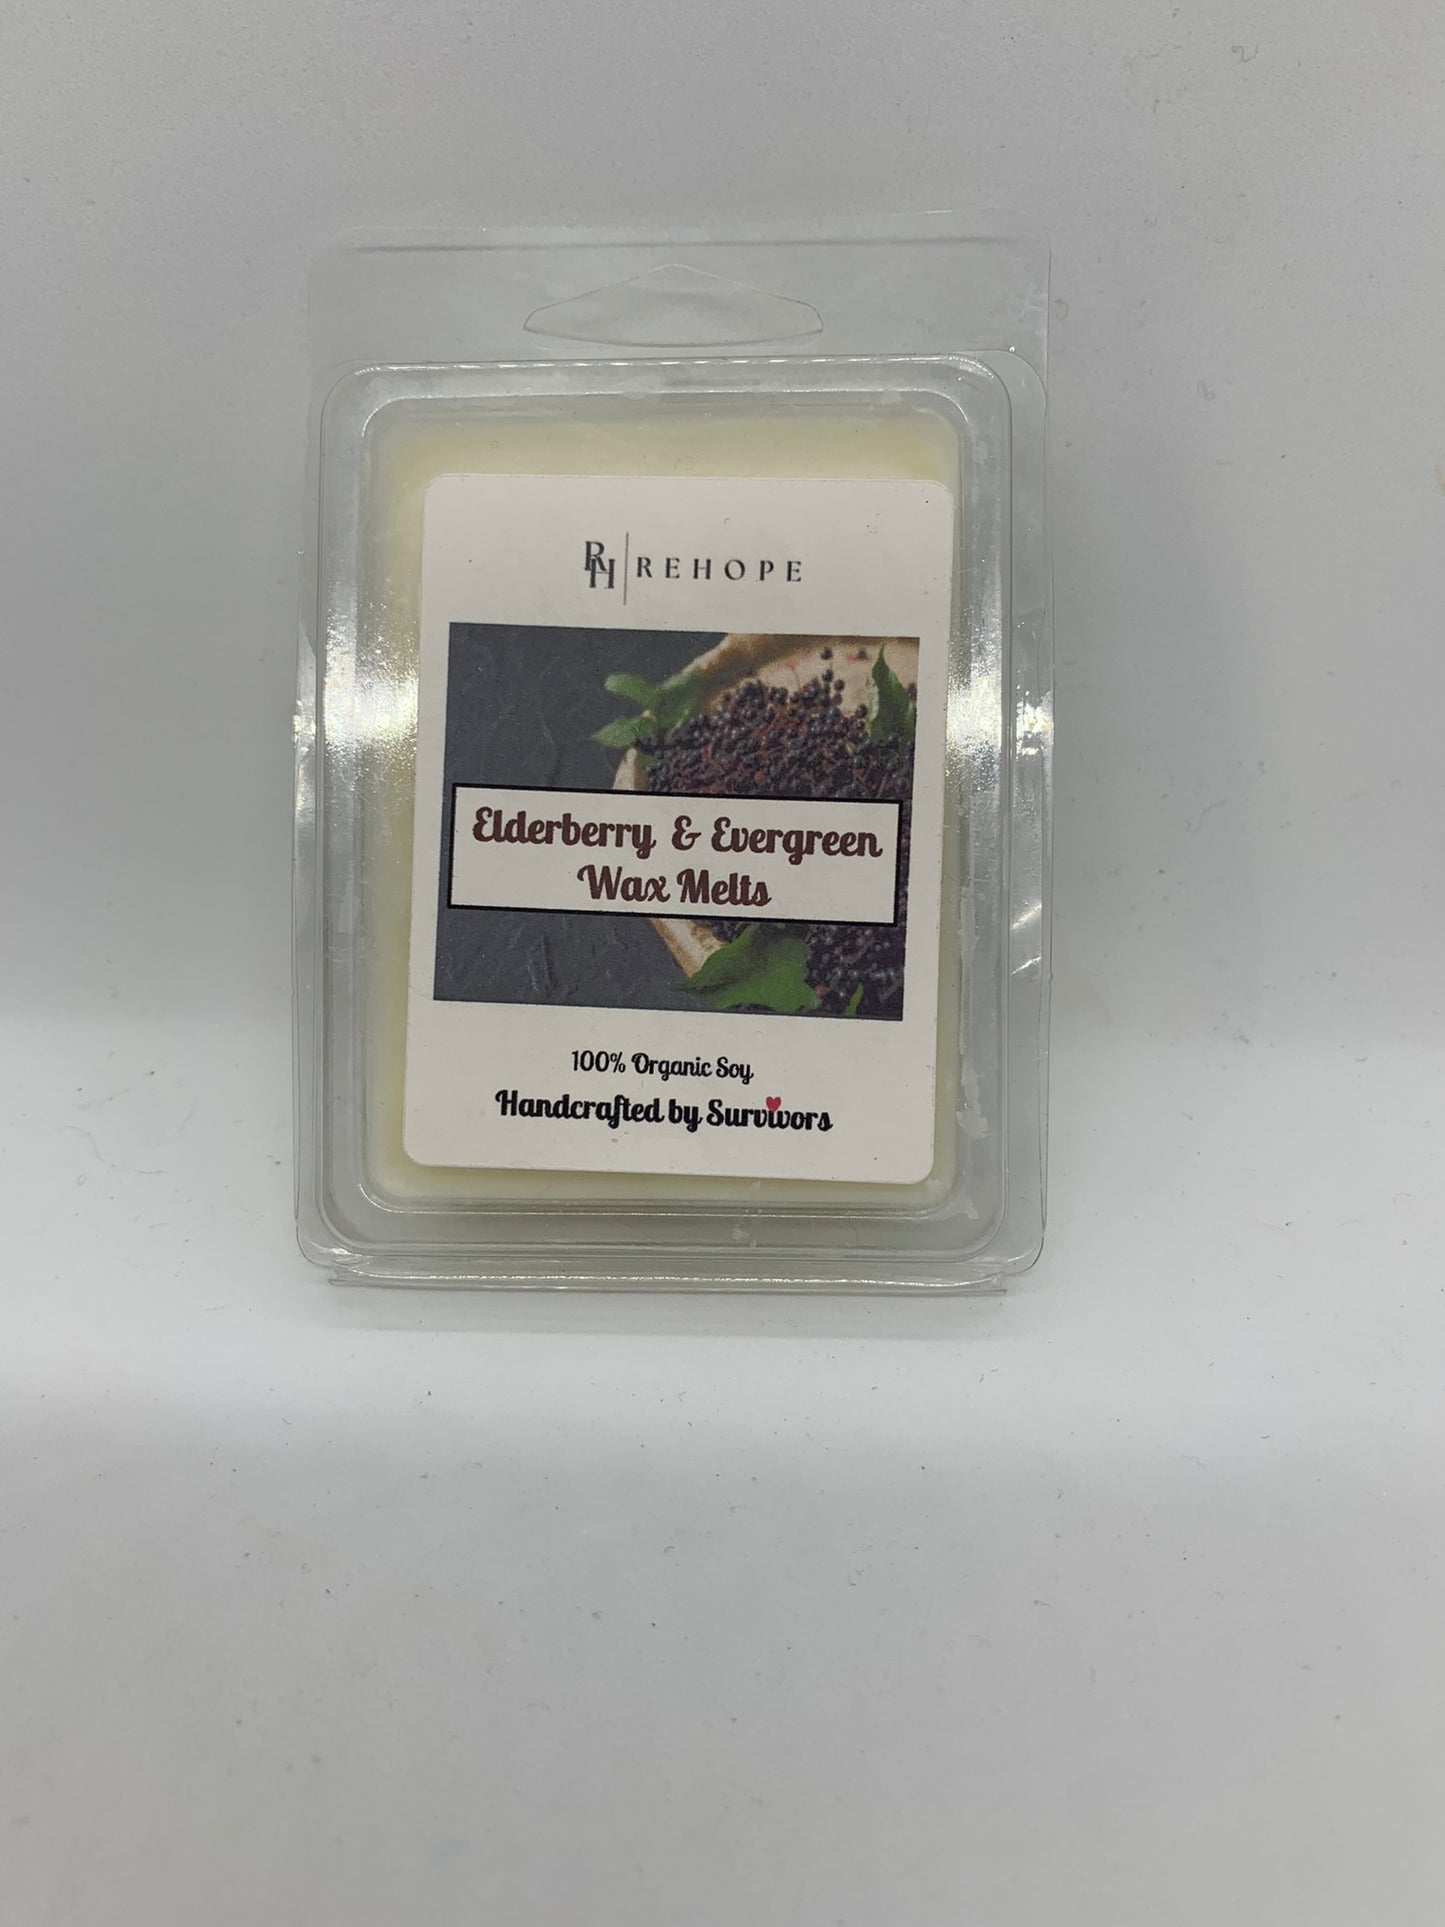 RH REHOPE
Elderberry & Evergreen
Wax Melts
100% Organic Soy
Handcrafted by Survivors